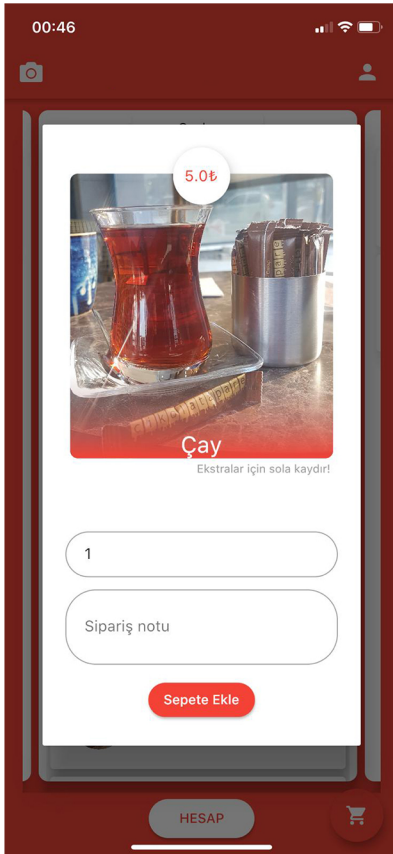 00:46
5.0₺
Çay
Ekstralar için sola kaydır!
1
Sipariş notu
Sepete Ekle
HESAP